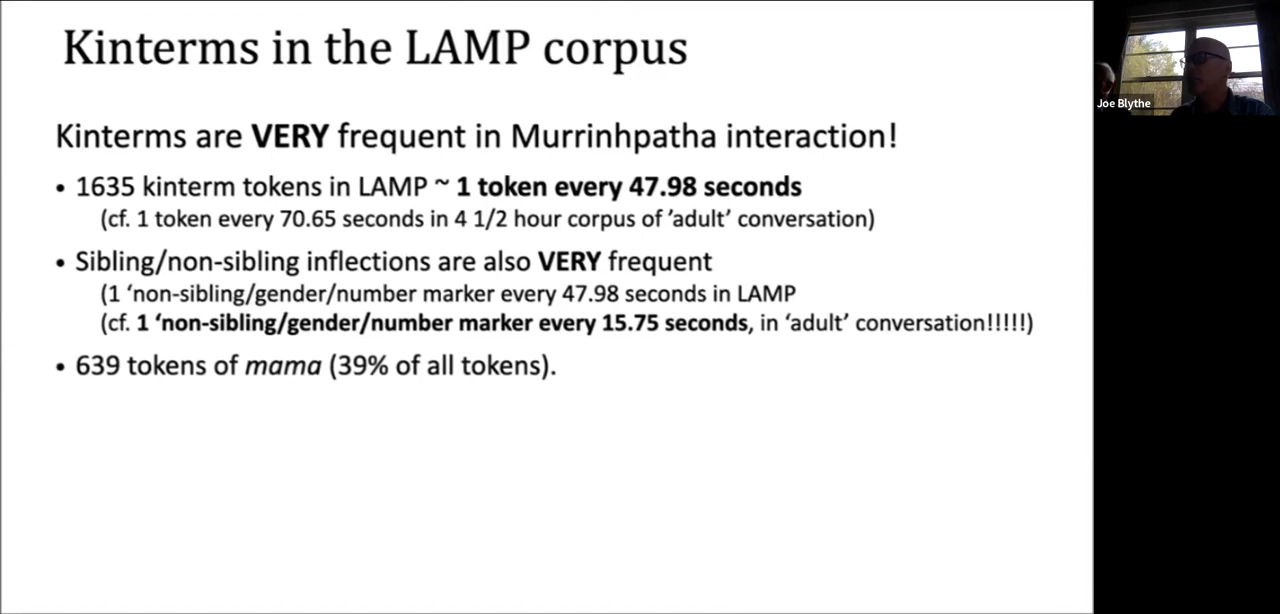 Kinterms in the LAMP corpus
Kinterms are VERY frequent in Murrinhpatha interaction!
• 1635 kinterm tokens in LAMP ~ 1 token every 47.98 seconds
(cf. 1 token every 70.65 seconds in 4 1/2 hour corpus of ’adult’ conversation)
• Sibling/non-sibling inflections are also VERY frequent
(1 ‘non-sibling/gender/number marker every 47.98 seconds in LAMP
(cf. 1 ‘non-sibling/gender/number marker every 15.75 seconds, in ‘adult’ conversation!!!!!)
• 639 tokens of mama (39% of all tokens).
Joe Blythe